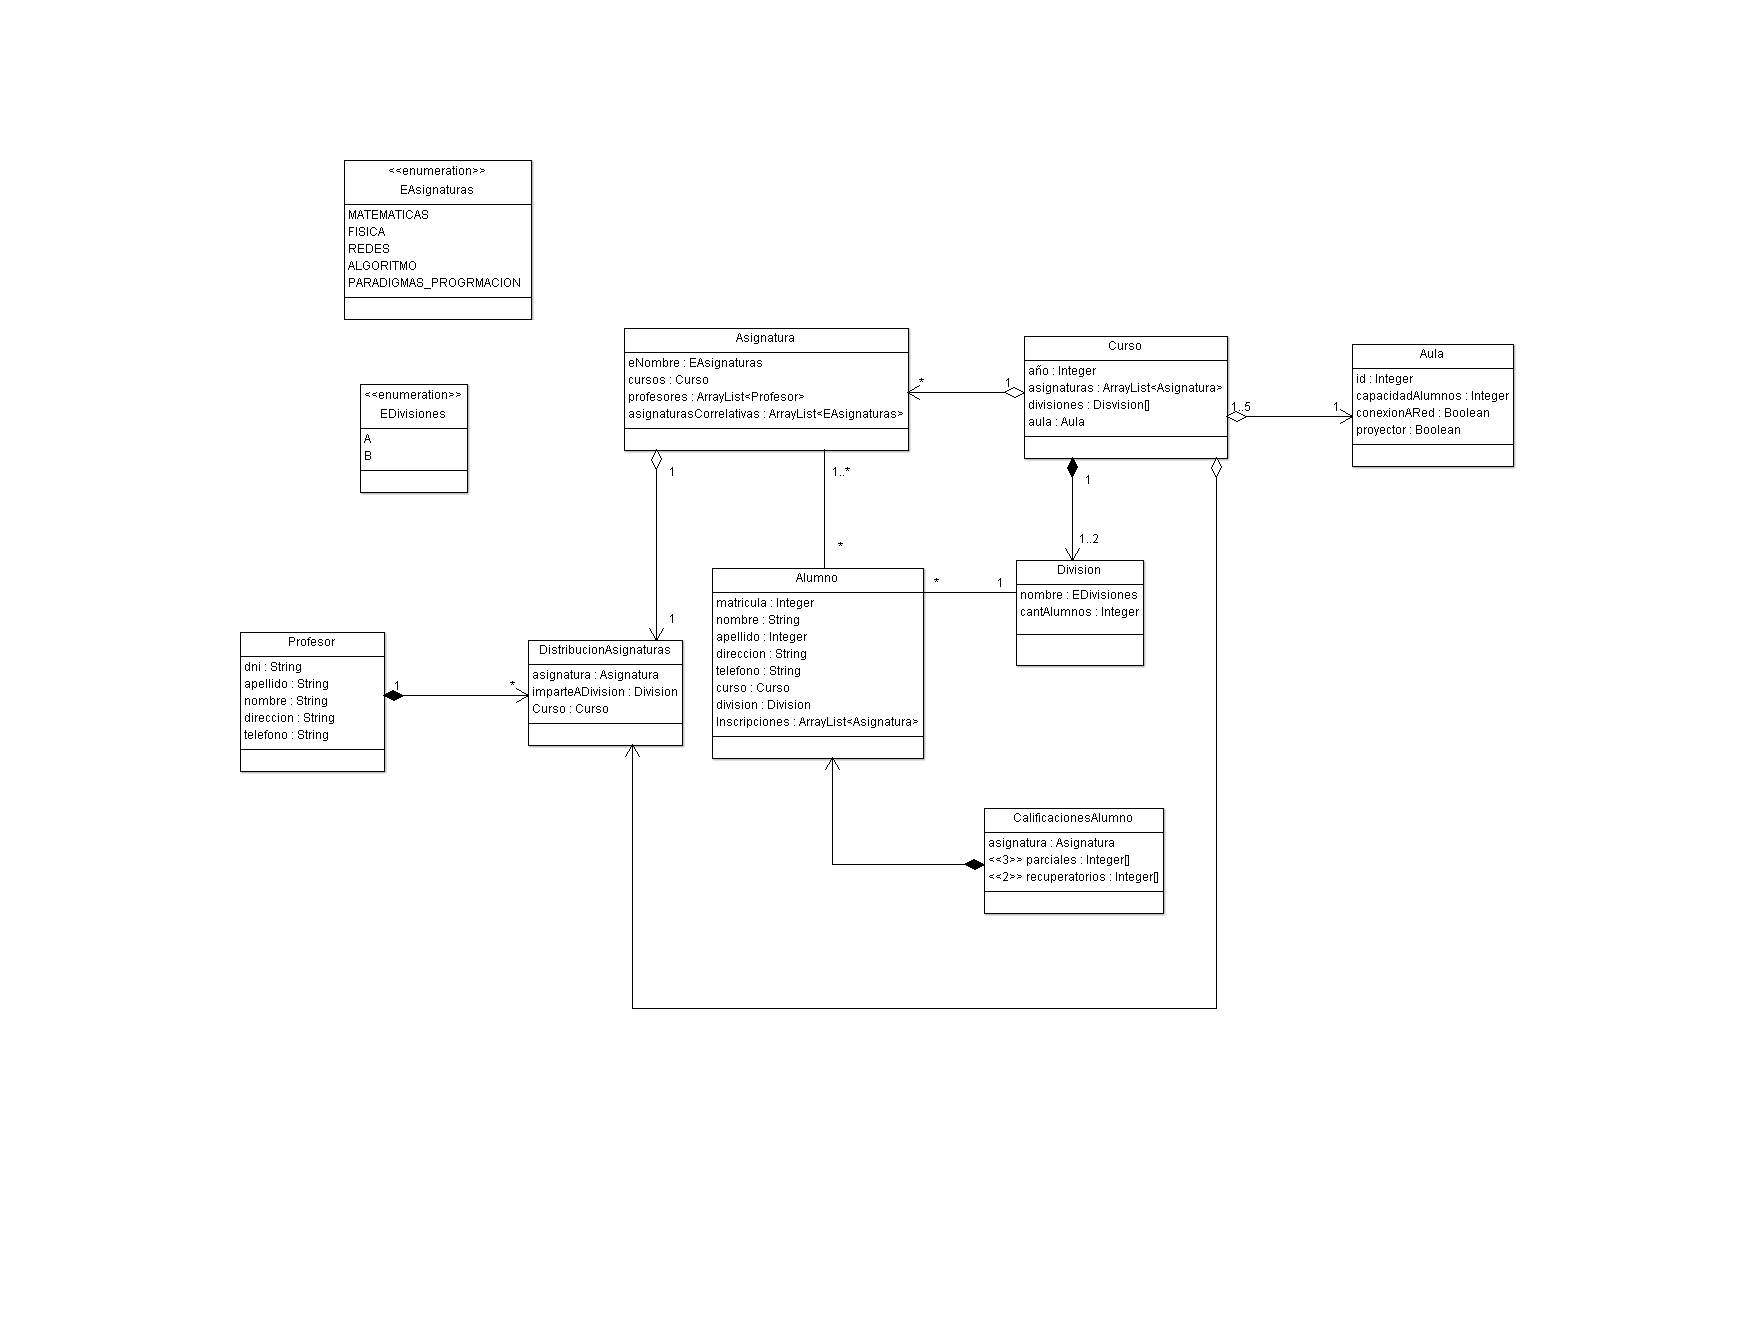 <<enumeration>>
EAsignaturas
MATEMATICAS
FISICA
REDES
ALGORITMO
PARADIGMAS_PROGRMACION
<<enumeration>>
EDivisiones
A
B
Asignatura
eNombre : EAsignaturas
cursos : Curso
profesores : ArrayList<Profesor>
asignaturasCorrelativas : ArrayList<EAsignaturas>
*
1
Curso
año : Integer
asignaturas : ArrayList<Asignatura>
divisiones : Disvision[]
aula : Aula
1..5
1
Aula
id : Integer
capacidadAlumnos : Integer
conexionARed : Boolean
proyector : Boolean
1
1..*
1
*
1..2
1
Profesor
dni : String
apellido : String
nombre : String
direccion : String
telefono : String
1
*
DistribucionAsignaturas
asignatura : Asignatura
imparteADivision : Division
Curso : Curso
Alumno
matricula : Integer
nombre : String
apellido : Integer
direccion : String
telefono : String
curso : Curso
division : Division
Inscripciones : ArrayList<Asignatura>
*
1
Division
nombre : EDivisiones
cantAlumnos : Integer
CalificacionesAlumno
asignatura : Asignatura
<<3>> parciales : Integer[]
<<2>> recuperatorios : Integer[]